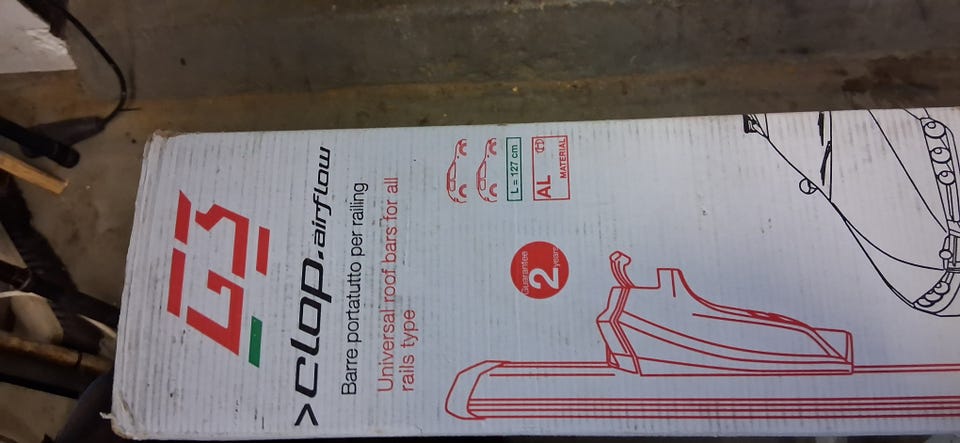 G3
>clop.airflow
Barre portatutto per railing
Universal roof bars for all
rails type
L = 127 cm
AL
MATERIAL
Guarantee
2
years